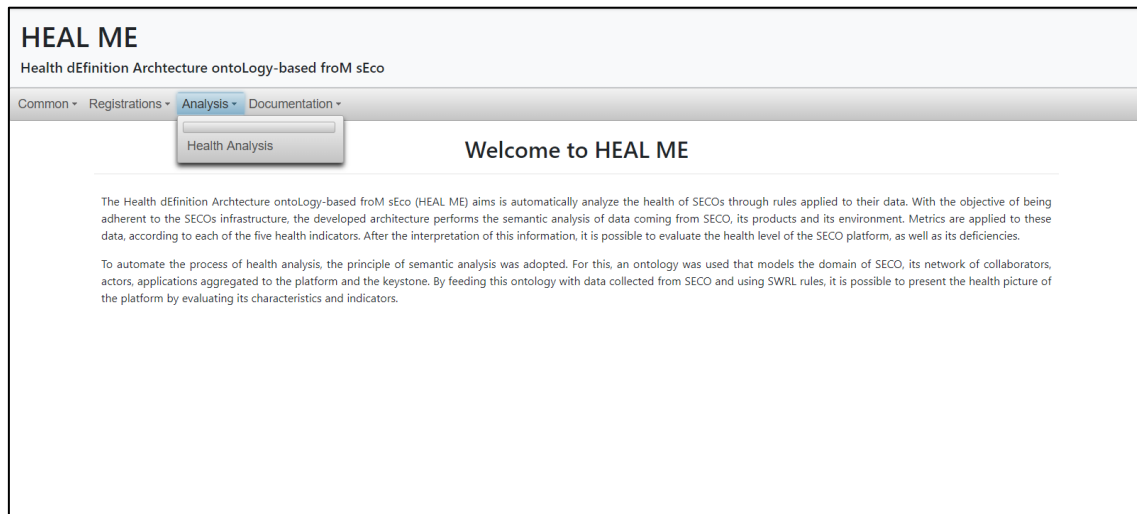 HEAL ME
Health dEfinition Archtecture ontoLogy-based froM sEco
Common Registrations Analysis Documentation
Health Analysis
Welcome to HEAL ME
The Health dEfinition Archtecture ontoLogy-based froM sEco (HEAL ME) aims is automatically analyze the health of SECOs through rules applied to their data. With the objective of being
adherent to the SECOs infrastructure, the developed architecture performs the semantic analysis of data coming from SECO, its products and its environment. Metrics are applied to these
data, according to each of the five health indicators. After the interpretation of this information, it is possible to evaluate the health level of the SECO platform, as well as its deficiencies.
To automate the process of health analysis, the principle of semantic analysis was adopted. For this, an ontology was used that models the domain of SECO, its network of collaborators,
actors, applications aggregated to the platform and the keystone. By feeding this ontology with data collected from SECO and using SWRL rules, it is possible to present the health picture of
the platform by evaluating its characteristics and indicators.